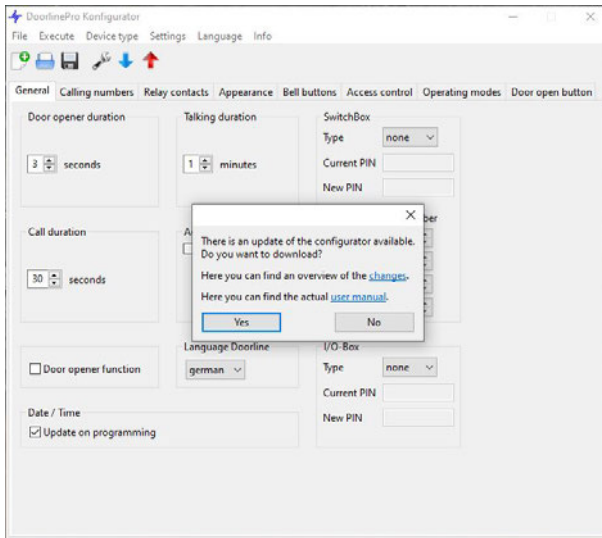 DoorlinePro Konfigurator
File Execute Device type Settings Language Info
General Calling numbers Relay contacts Appearance Bell buttons Access control Operating modes Door open button
Door opener duration
3 seconds
Talking duration
1 minutes
SwitchBox
Type none
Current PIN
New PIN
ber
Call duration
30 seconds
A
There is an update of the configurator available.
Do you want to download?
Here you can find an overview of the changes.
Here you can find the actual user manual.
Yes No
Door opener function
Language Doorline
german
I/O-Box
Type none
Current PIN
New PIN
Date / Time
Update on programming